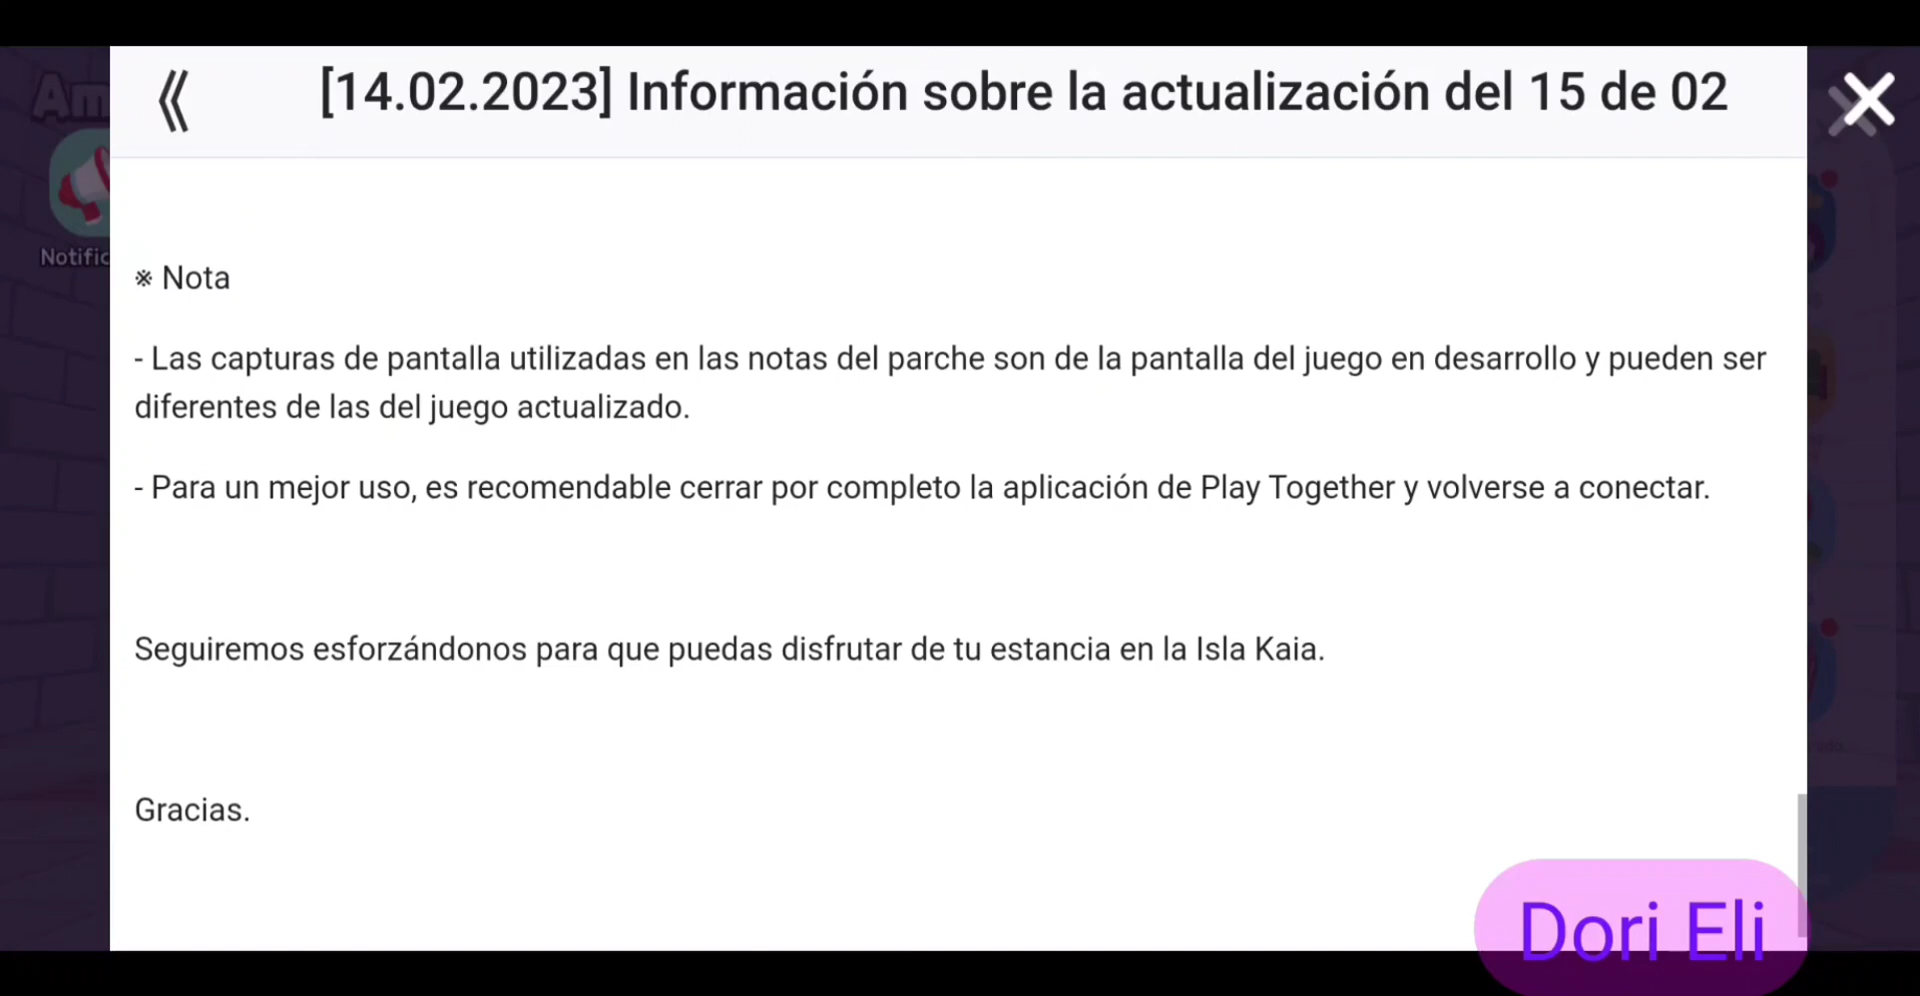 Am
[14.02.2023] Información sobre la actualización del 15 de 02
Notific
※ Nota
- Las capturas de pantalla utilizadas en las notas del parche son de la pantalla del juego en desarrollo y pueden ser
diferentes de las del juego actualizado.
- Para un mejor uso, es recomendable cerrar por completo la aplicación de Play Together y volverse a conectar.
Seguiremos esforzándonos para que puedas disfrutar de tu estancia en la Isla Kaia.
Gracias.
Dori Eli